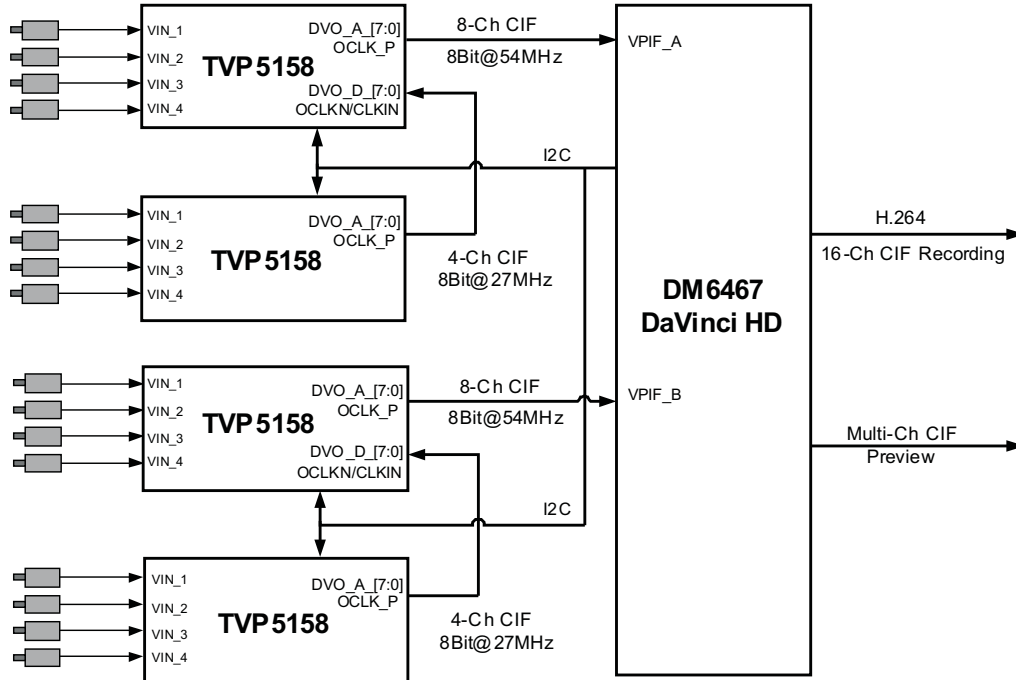 VIN_1
VIN_2
VIN_3
VIN_4
TVP5158
DVO_A_[7:0]
OCLK_P
DVO_D_[7:0]
OCLKN/CLKIN
8-Ch CIF
8Bit@54MHz
VPIF_A
I2C
VIN_1
VIN_2
VIN_3
VIN_4
TVP5158
DVO_A_[7:0]
OCLK_P
4-Ch CIF
8Bit@27MHz
DM6467
DaVinci HD
H.264
16-Ch CIF Recording
VIN_1
VIN_2
VIN_3
VIN_4
TVP5158
DVO_A_[7:0]
OCLK_P
DVO_D_[7:0]
OCLKN/CLKIN
8-Ch CIF
8Bit@54MHz
VPIF_B
Multi-Ch CIF
Preview
I2C
VIN_1
VIN_2
VIN_3
VIN_4
TVP5158
DVO_A_[7:0]
OCLK_P
4-Ch CIF
8Bit@27MHz